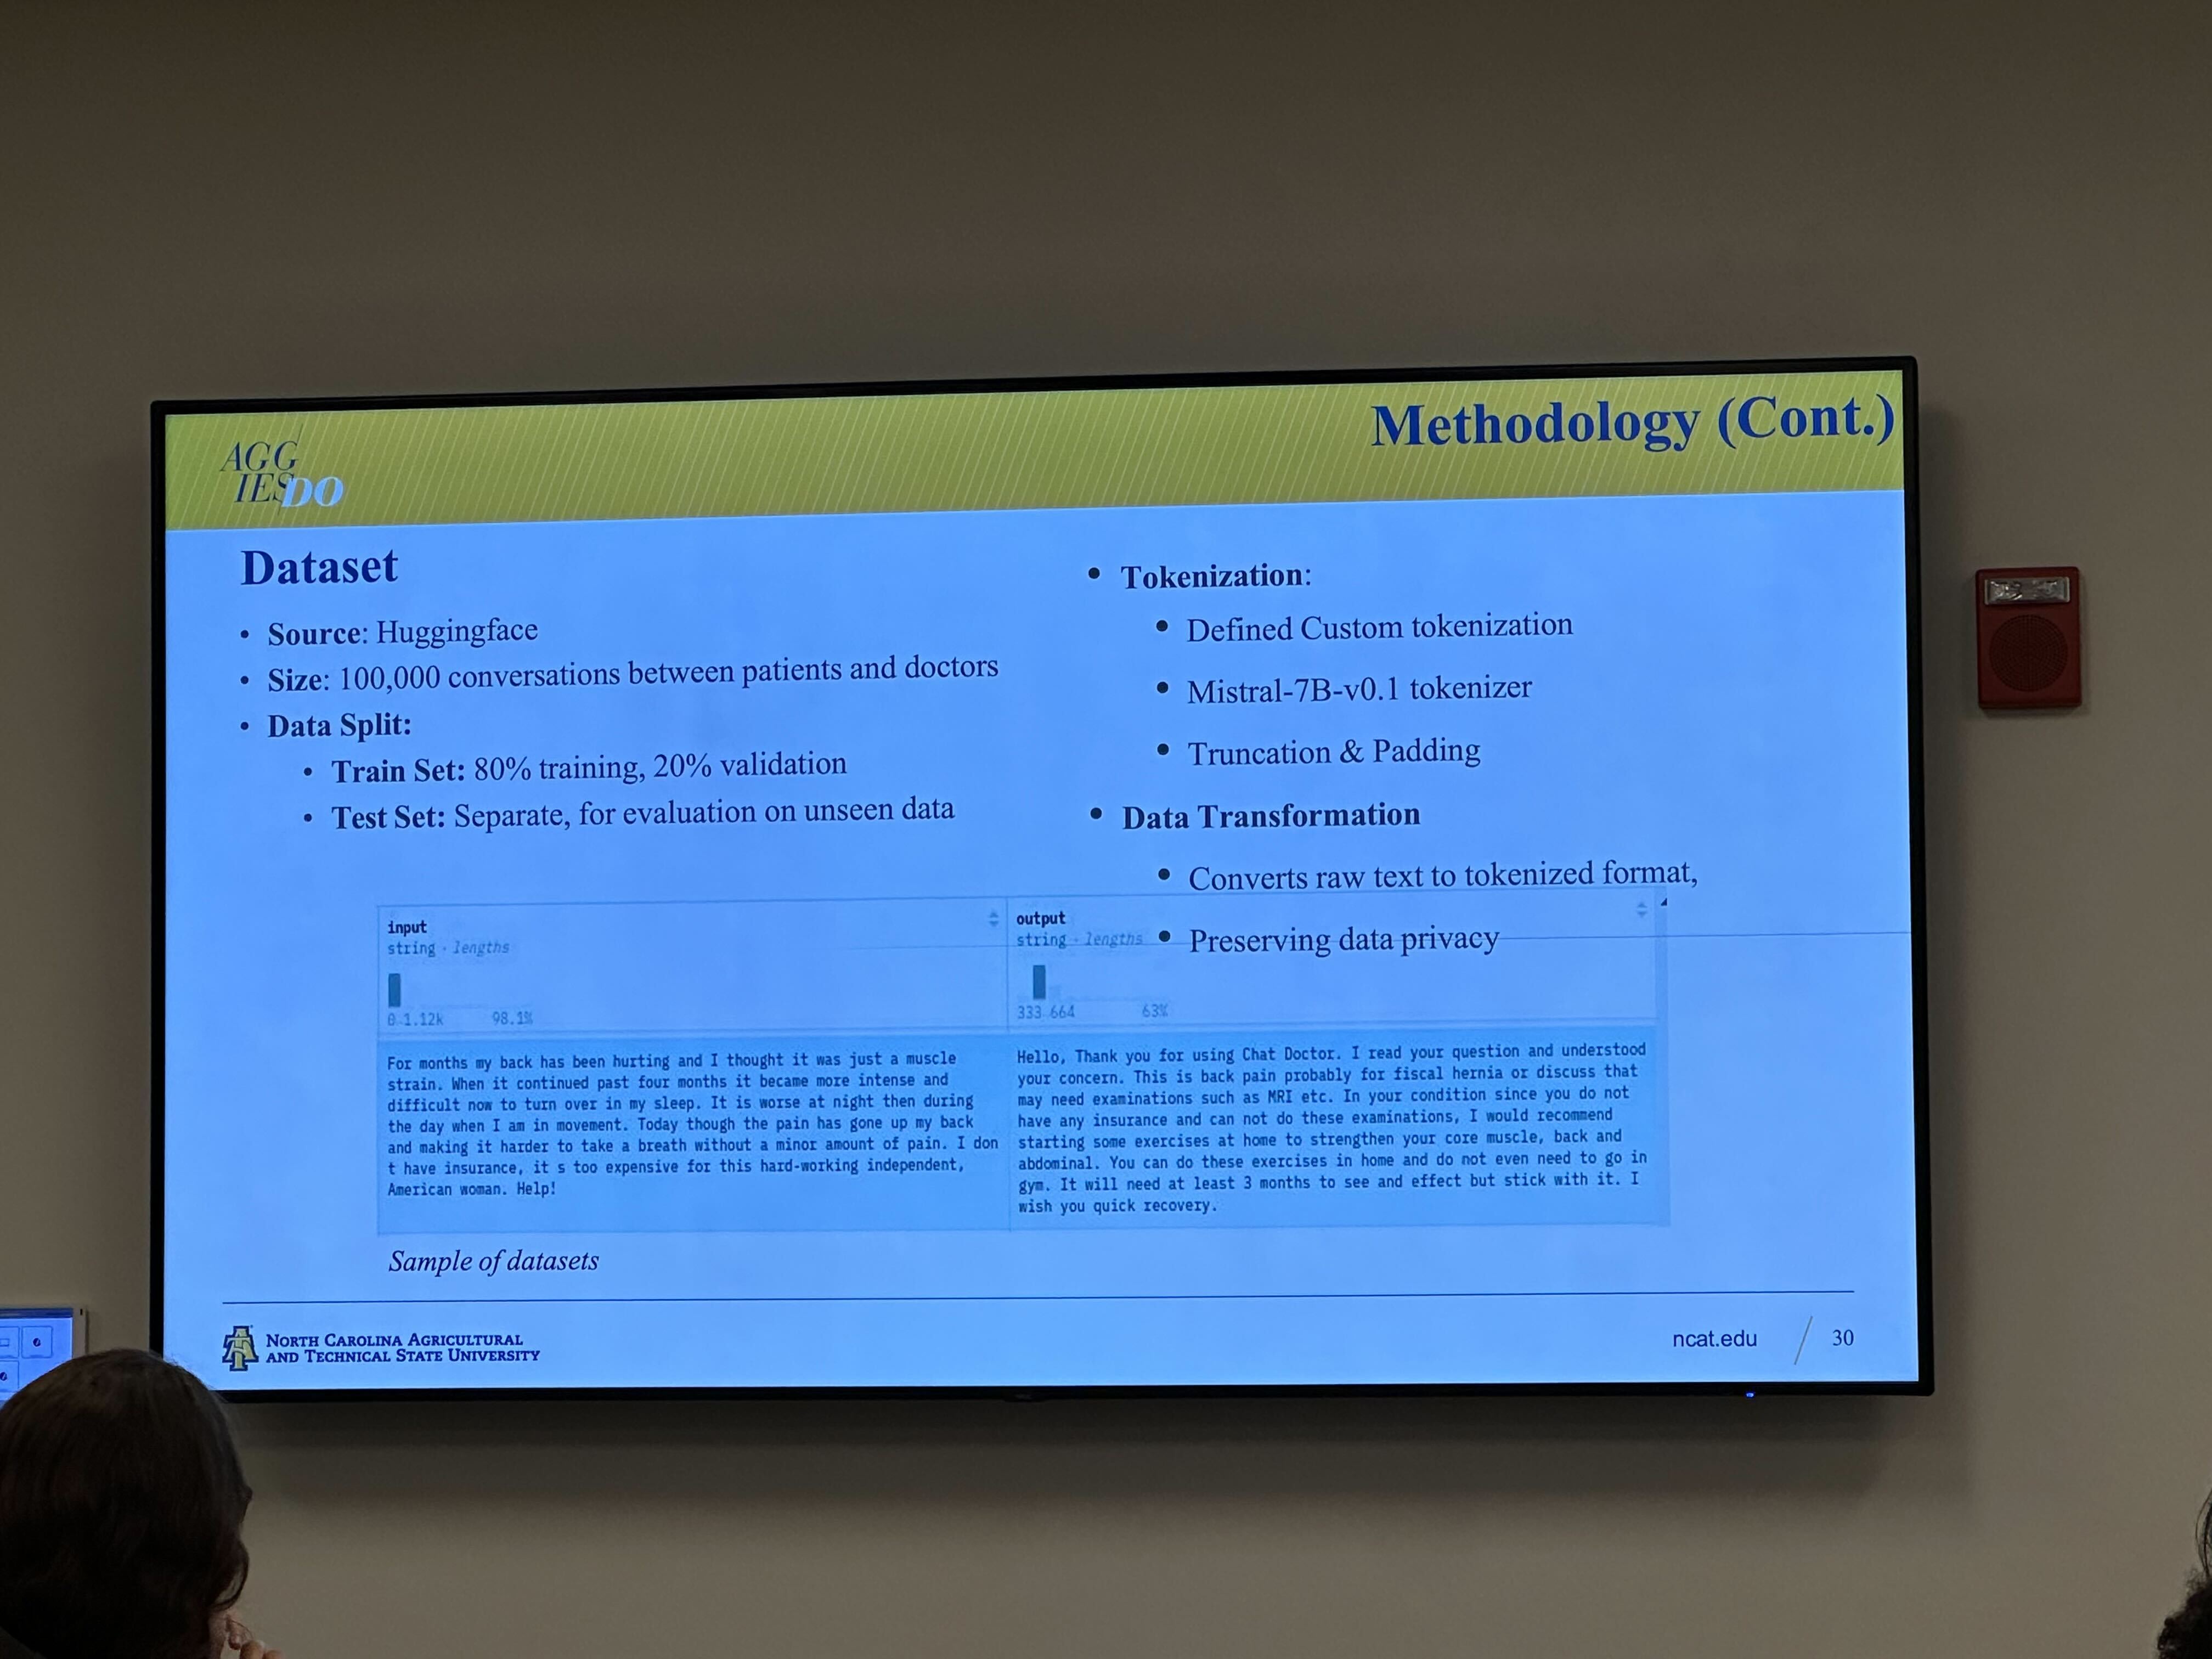 Methodology (Cont.)
AGG
IES DO
Dataset
• Source: Huggingface
• Size: 100,000 conversations between patients and doctors
• Data Split:
• Train Set: 80% training, 20% validation
• Test Set: Separate, for evaluation on unseen data
• Tokenization:
• Defined Custom tokenization
• Mistral-7B-v0.1 tokenizer
• Truncation & Padding
• Data Transformation
• Converts raw text to tokenized format,
• Preserving data privacy
input
string · lengths
0 1.12k 98.1%
For months my back has been hurting and I thought it was just a muscle
strain. When it continued past four months it became more intense and
difficult now to turn over in my sleep. It is worse at night then during
the day when I am in movement. Today though the pain has gone up my back
and making it harder to take a breath without a minor amount of pain. I don
t have insurance, it s too expensive for this hard-working independent,
American woman. Help!
output
string · lengths
333 664 63%
Hello, Thank you for using Chat Doctor. I read your question and understood
your concern. This is back pain probably for fiscal hernia or discuss that
may need examinations such as MRI etc. In your condition since you do not
have any insurance and can not do these examinations, I would recommend
starting some exercises at home to strengthen your core muscle, back and
abdominal. You can do these exercises in home and do not even need to go in
gym. It will need at least 3 months to see and effect but stick with it. I
wish you quick recovery.
Sample of datasets
NORTH CAROLINA AGRICULTURAL
AND TECHNICAL STATE UNIVERSITY
ncat.edu / 30